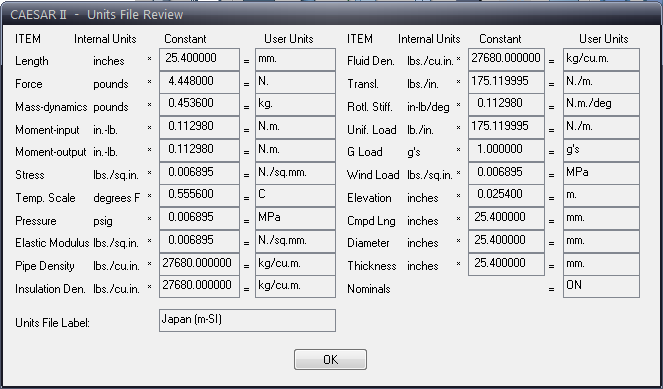 CAESAR II - Units File Review
ITEM Internal Units Constant User Units ITEM Internal Units Constant User Units
Length inches * 25.400000 = mm. Fluid Den. lbs./cu.in. * 27680.000000 = kg/cu.m.
Force pounds * 4.448000 = N. Transl. lbs./in. * 175.119995 = N./m.
Mass-dynamics pounds * 0.453600 = kg. Rotl. Stiff. in-lb/deg * 0.112980 = N.m./deg
Moment-input in.-lb. * 0.112980 = N.m. Unif. Load lb./in. * 175.119995 = N./m.
Moment-output in.-lb. * 0.112980 = N.m. G Load g's * 1.000000 = g's
Stress lbs./sq.in. * 0.006895 = N./sq.mm. Wind Load lbs./sq.in. * 0.006895 = MPa
Temp. Scale degrees F * 0.555600 = C Elevation inches * 0.025400 = m.
Pressure psig * 0.006895 = MPa Cmpd Lng inches * 25.400000 = mm.
Elastic Modulus lbs./sq.in. * 0.006895 = N./sq.mm. Diameter inches * 25.400000 = mm.
Pipe Density lbs./cu.in. * 27680.000000 = kg/cu.m. Thickness inches * 25.400000 = mm.
Insulation Den. lbs./cu.in. * 27680.000000 = kg/cu.m. Nominals = ON
Units File Label: Japan (m-SI)
OK